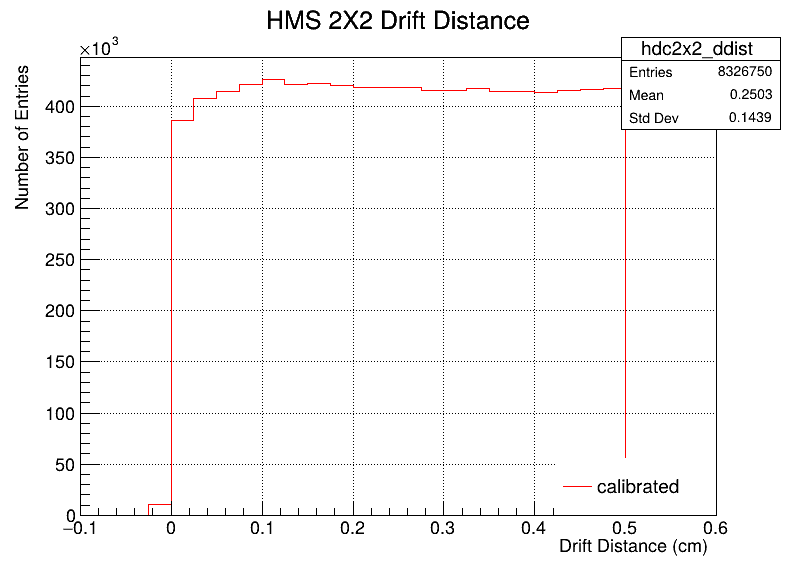 HMS 2X2 Drift Distance
×10³
hdc2x2_ddist
Entries 8326750
Mean 0.2503
Std Dev 0.1439
Number of Entries
400
350
300
250
200
150
100
50
0
calibrated
−0.1 0 0.1 0.2 0.3 0.4 0.5 0.6
Drift Distance (cm)